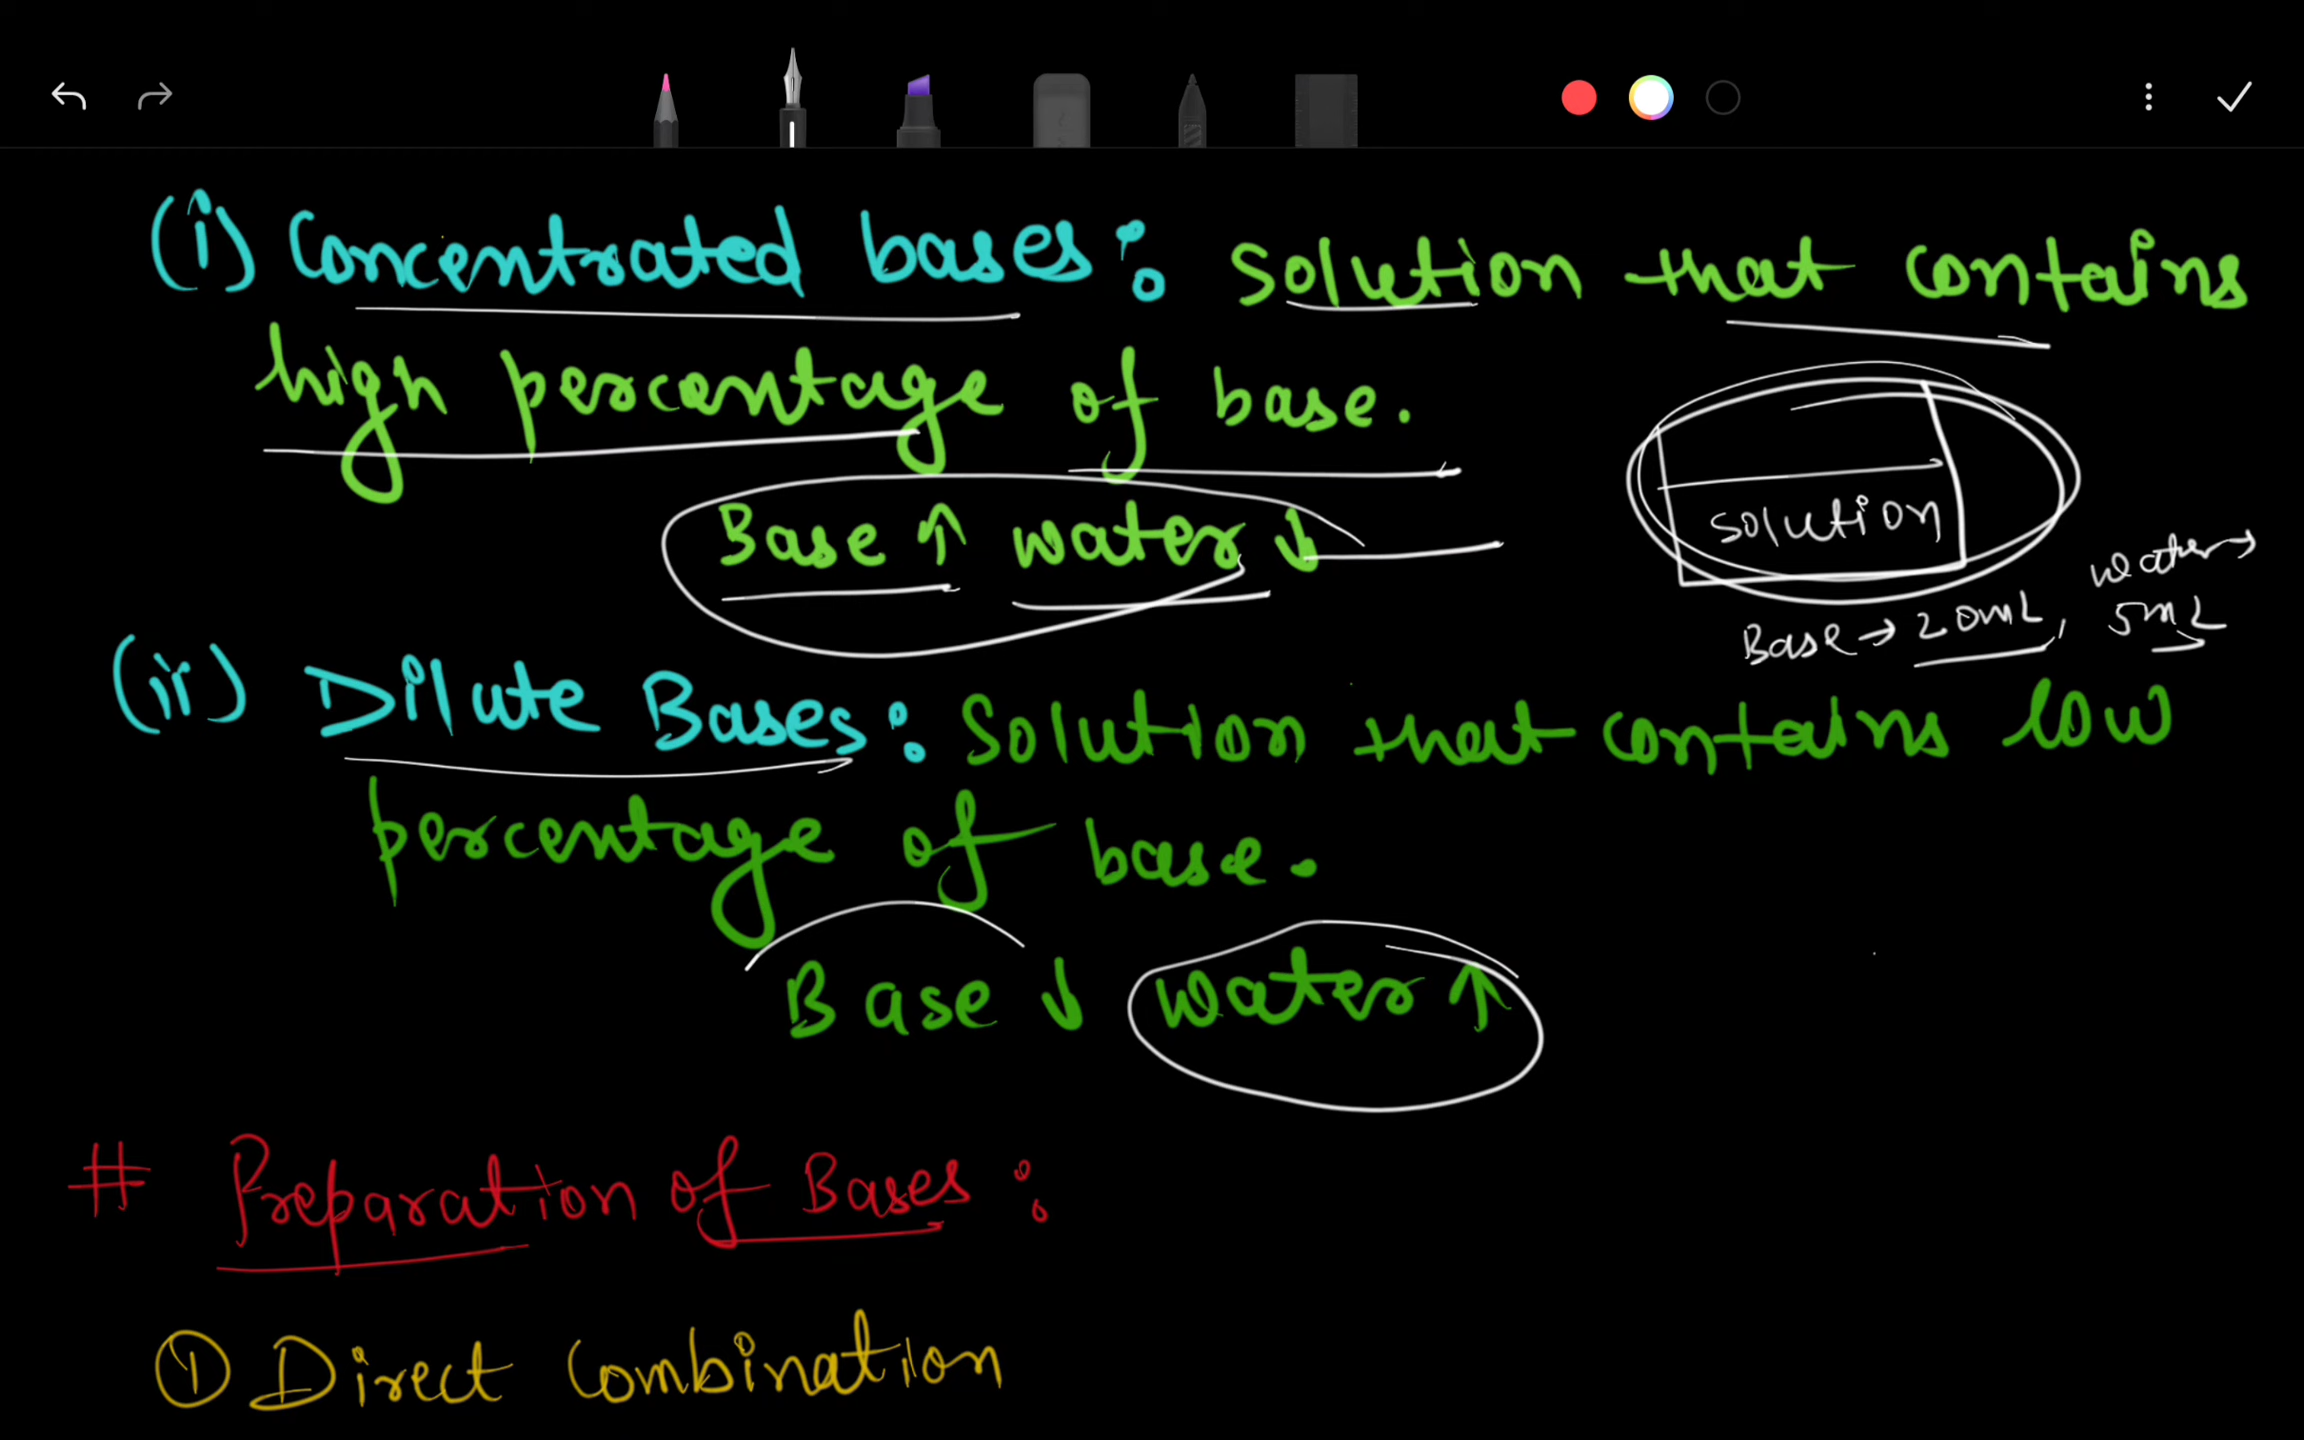 (i) Concentrated bases: Solution that contains
high percentage of base.
Base ↑ water ↓
solution
Base → 20mL, water → 5mL
(ii) Dilute Bases: Solution that contains low
percentage of base.
Base ↓ water ↑
# Preparation of Bases:
① Direct Combination